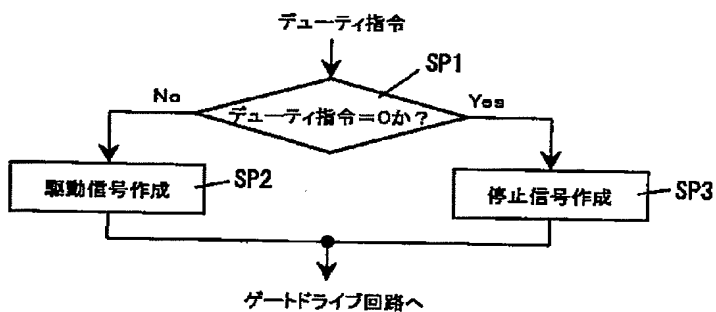 デューティ指令
SP1
No
デューティ指令=0か?
Yes
駆動信号作成
SP2
停止信号作成
SP3
ゲートドライブ回路へ